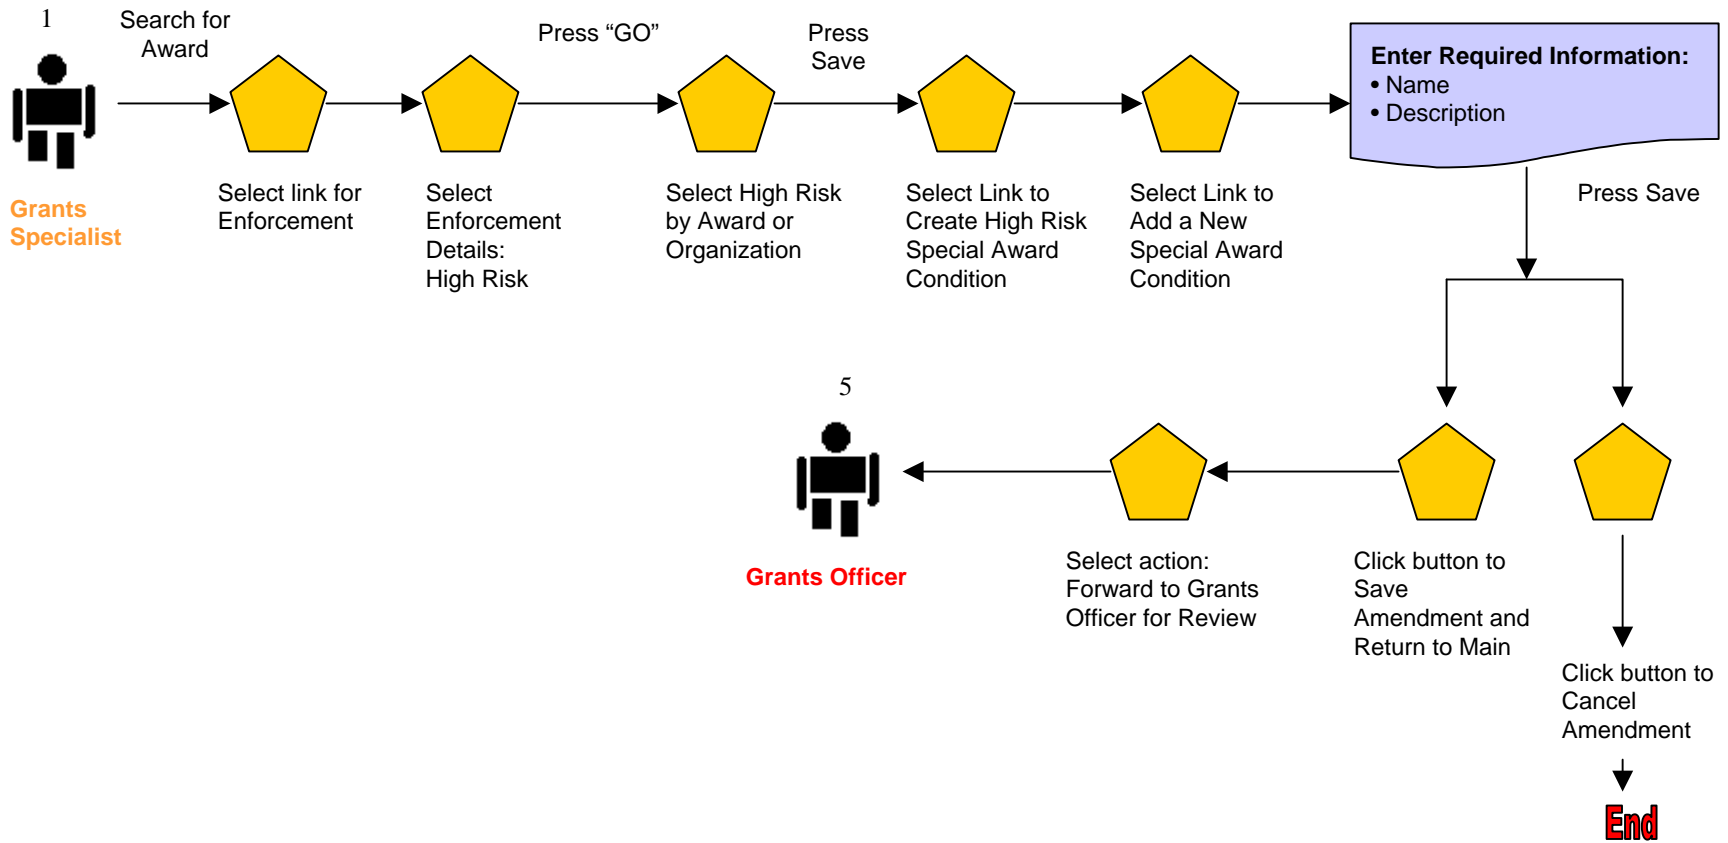 1
Search for
Award
Press “GO”
Press
Save
Enter Required Information:
• Name
• Description
Grants
Specialist
Select link for
Enforcement
Select
Enforcement
Details:
High Risk
Select High Risk
by Award or
Organization
Select Link to
Create High Risk
Special Award
Condition
Select Link to
Add a New
Special Award
Condition
Press Save
5
Grants Officer
Select action:
Forward to Grants
Officer for Review
Click button to
Save
Amendment and
Return to Main
Click button to
Cancel
Amendment
End